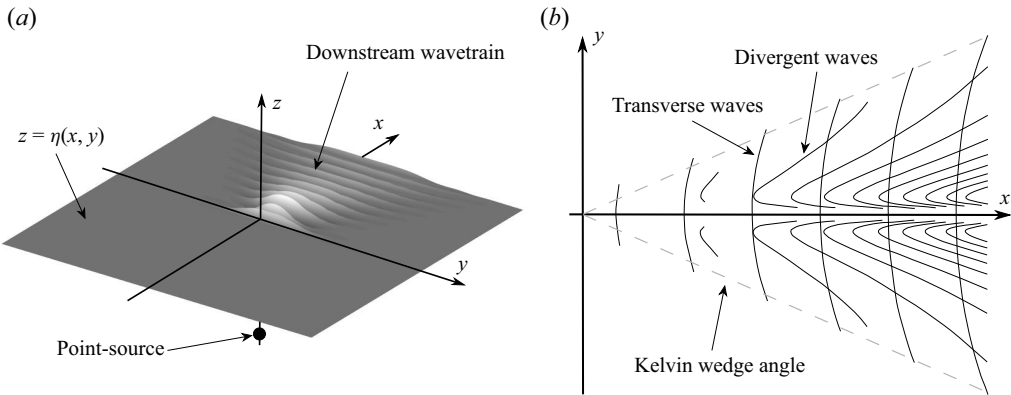 (a)
Downstream wavetrain
z
x
z = η(x, y)
y
Point-source
(b)
y
Divergent waves
Transverse waves
x
Kelvin wedge angle